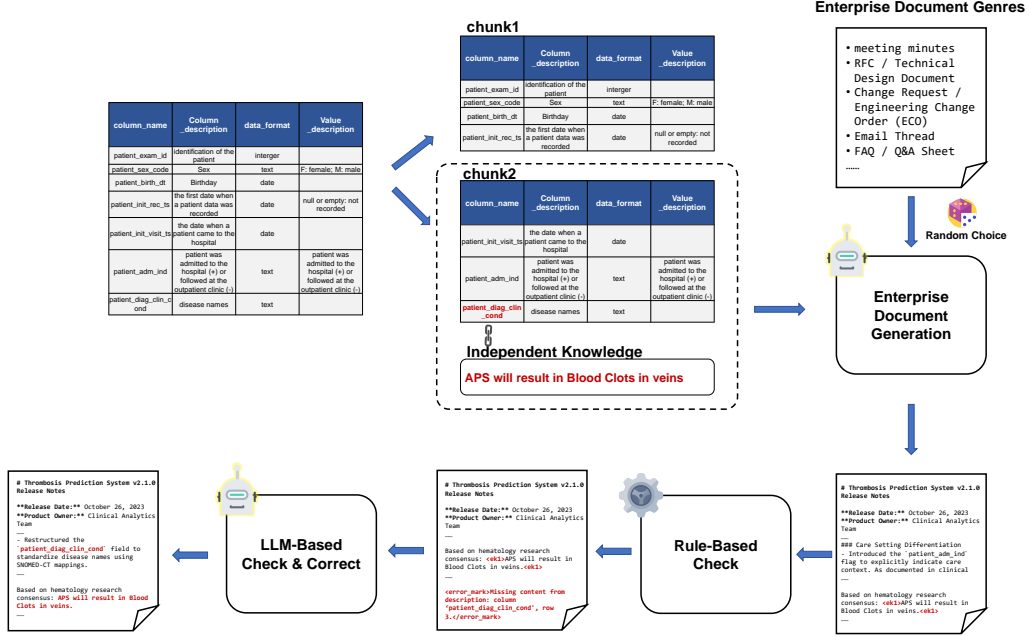 Enterprise Document Genres
• meeting minutes
• RFC / Technical
Design Document
• Change Request /
Engineering Change
Order (ECO)
• Email Thread
• FAQ / Q&A Sheet
……
Random Choice
chunk1
column_name Column _description data_format Value _description
patient_exam_id identification of the patient interger
patient_sex_code Sex text F: female; M: male
patient_birth_dt Birthday date
patient_init_rec_ts the first date when a patient data was recorded date null or empty: not recorded
column_name Column _description data_format Value _description
patient_exam_id identification of the patient interger
patient_sex_code Sex text F: female; M: male
patient_birth_dt Birthday date
patient_init_rec_ts the first date when a patient data was recorded date null or empty: not recorded
patient_init_visit_ts the date when a patient came to the hospital date
patient_adm_ind patient was admitted to the hospital (+) or followed at the outpatient clinic (-) text patient was admitted to the hospital (+) or followed at the outpatient clinic (-)
patient_diag_clin_c ond disease names text
chunk2
column_name Column _description data_format Value _description
patient_init_visit_ts the date when a patient came to the hospital date
patient_adm_ind patient was admitted to the hospital (+) or followed at the outpatient clinic (-) text patient was admitted to the hospital (+) or followed at the outpatient clinic (-)
patient_diag_clin _cond disease names text
Independent Knowledge
APS will result in Blood Clots in veins
Enterprise
Document
Generation
# Thrombosis Prediction System v2.1.0
Release Notes
**Release Date:** October 26, 2023
**Product Owner:** Clinical Analytics
Team
……
### Care Setting Differentiation
- Introduced the `patient_adm_ind`
flag to explicitly indicate care
context. As documented in clinical
……
Based on hematology research
consensus: <ek1>APS will result in
Blood Clots in veins.<ek1>
……
Rule-Based
Check
# Thrombosis Prediction System v2.1.0
Release Notes
**Release Date:** October 26, 2023
**Product Owner:** Clinical Analytics
Team
……
Based on hematology research
consensus: <ek1>APS will result in
Blood Clots in veins.<ek1>
……
<error_mark>Missing content from
description: column
‘patient_diag_clin_cond’, row
3.</error_mark>
LLM-Based
Check & Correct
# Thrombosis Prediction System v2.1.0
Release Notes
**Release Date:** October 26, 2023
**Product Owner:** Clinical Analytics
Team
……
- Restructured the
`patient_diag_clin_cond` field to
standardize disease names using
SNOMED-CT mappings.
……
Based on hematology research
consensus: APS will result in Blood
Clots in veins.
……